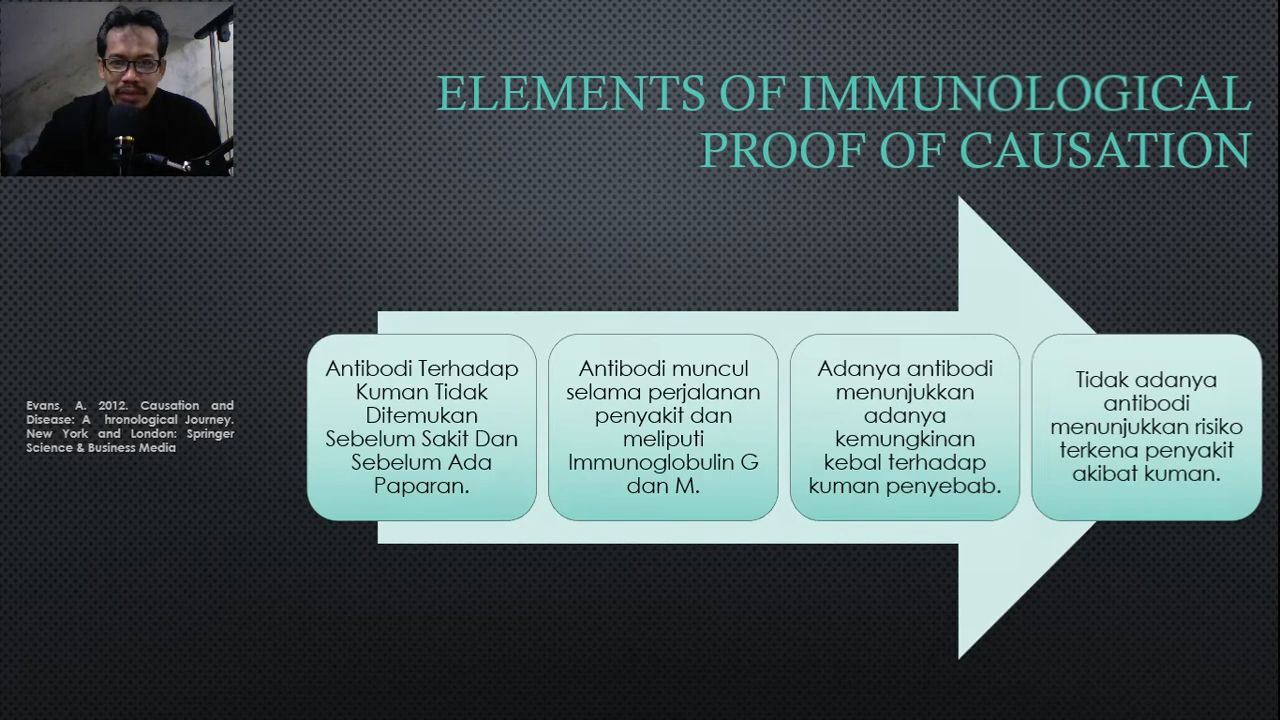 ELEMENTS OF IMMUNOLOGICAL
PROOF OF CAUSATION
Antibodi Terhadap
Kuman Tidak
Ditemukan
Sebelum Sakit Dan
Sebelum Ada
Paparan.
Antibodi muncul
selama perjalanan
penyakit dan
meliputi
Immunoglobulin G
dan M.
Adanya antibodi
menunjukkan
adanya
kemungkinan
kebal terhadap
kuman penyebab.
Tidak adanya
antibodi
menunjukkan risiko
terkena penyakit
akibat kuman.
Evans, A. 2012. Causation and
Disease: A hronological Journey.
New York and London: Springer
Science & Business Media